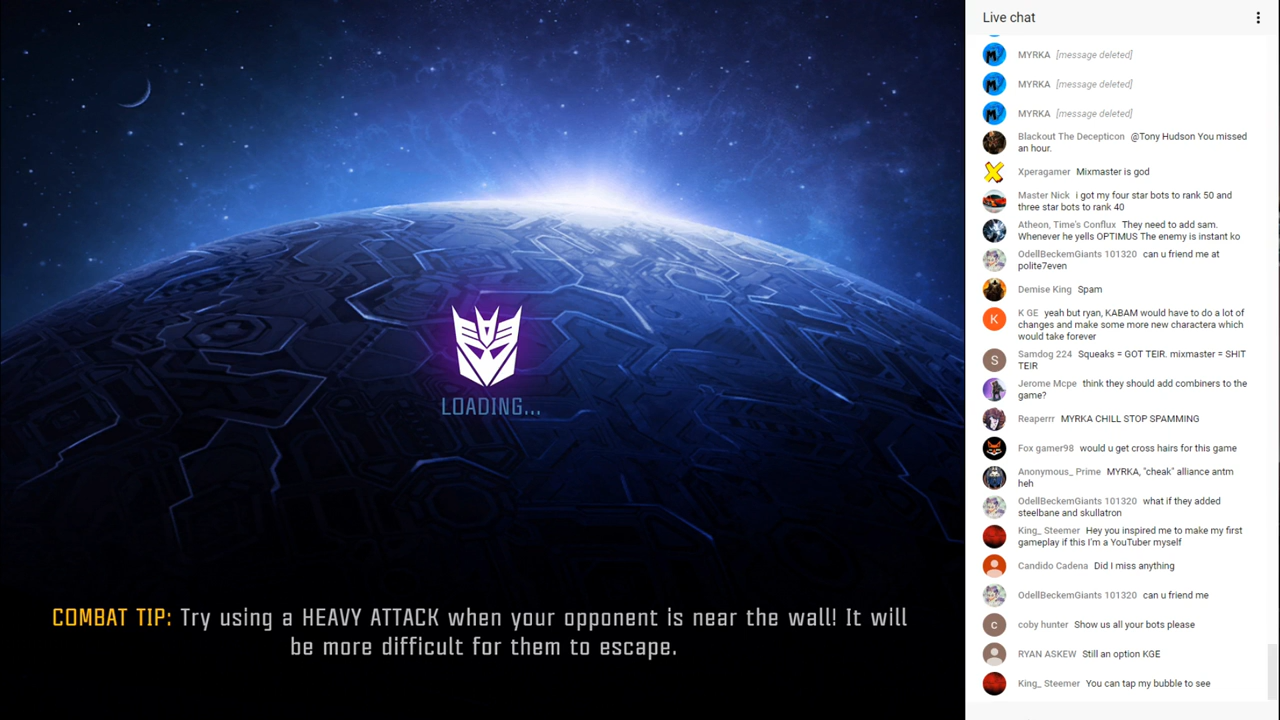 LOADING...
COMBAT TIP: Try using a HEAVY ATTACK when your opponent is near the wall! It will
be more difficult for them to escape.
Live chat
MYRKA [message deleted]
MYRKA [message deleted]
MYRKA [message deleted]
Blackout The Decepticon @Tony Hudson You missed
an hour.
Xperagamer Mixmaster is god
Master Nick i got my four star bots to rank 50 and
three star bots to rank 40
Atheon, Time's Conflux They need to add sam.
Whenever he yells OPTIMUS The enemy is instant ko
OdellBeckemGiants 101320 can u friend me at
polite7even
Demise King Spam
K GE yeah but ryan, KABAM would have to do a lot of
changes and make some more new charactera which
would take forever
Samdog 224 Squeaks = GOT TEIR. mixmaster = SHIT
TEIR
Jerome Mcpe think they should add combiners to the
game?
Reaperrr MYRKA CHILL STOP SPAMMING
Fox gamer98 would u get cross hairs for this game
Anonymous_ Prime MYRKA, "cheak" alliance antm
heh
OdellBeckemGiants 101320 what if they added
steelbane and skullatron
King_ Steemer Hey you inspired me to make my first
gameplay if this I'm a YouTuber myself
Candido Cadena Did I miss anything
OdellBeckemGiants 101320 can u friend me
coby hunter Show us all your bots please
RYAN ASKEW Still an option KGE
King_ Steemer You can tap my bubble to see